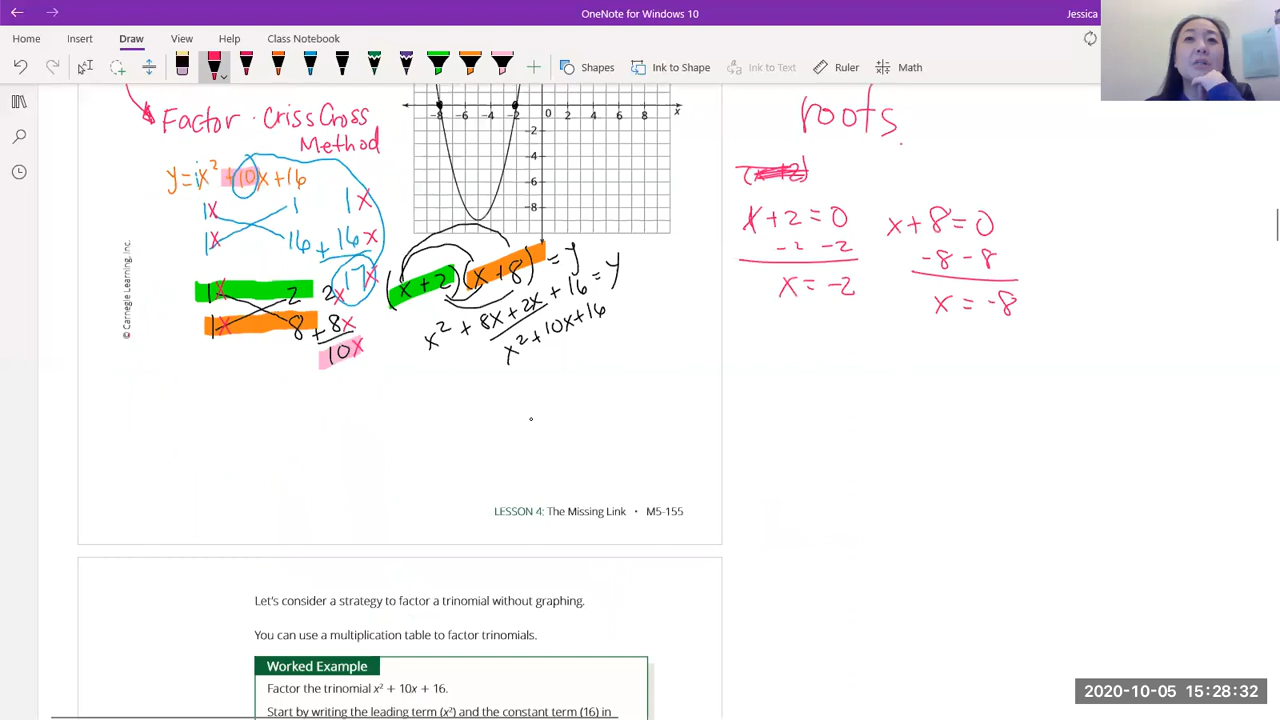 OneNote for Windows 10
Jessica
Home Insert Draw View Help Class Notebook
Shapes Ink to Shape Ink to Text Ruler Math
Factor · CrissCross
Method
y = 1x² + 10x + 16
1x 1 1x
1x 16 + 16x
17x
1x 2 2x
1x 8 + 8x
10x
-8 -6 -4 -2 0 2 4 6 8 x
-2
-4
-6
-8
(x + 2)(x + 8) = y
x² + 8x + 2x + 16 = y
x² + 10x + 16
roots.
(x+2)
x + 2 = 0
-2 -2
x = -2
x + 8 = 0
-8 -8
x = -8
© Carnegie Learning, Inc.
LESSON 4: The Missing Link • M5-155
Let's consider a strategy to factor a trinomial without graphing.
You can use a multiplication table to factor trinomials.
Worked Example
Factor the trinomial x² + 10x + 16.
Start by writing the leading term (x²) and the constant term (16) in
2020-10-05 15:28:32